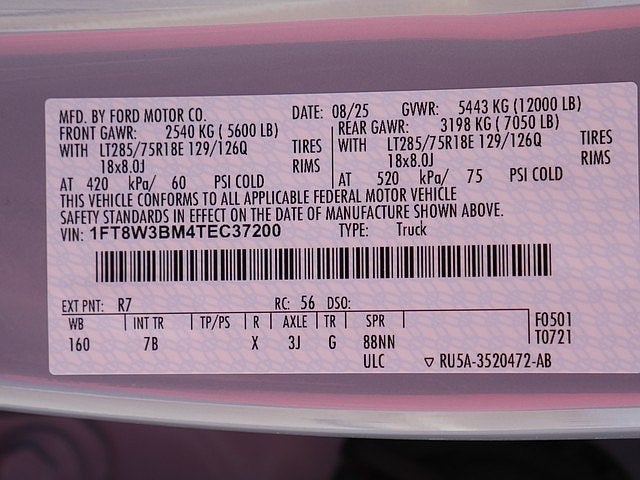 MFD. BY FORD MOTOR CO. DATE: 08/25 GVWR: 5443 KG (12000 LB)
FRONT GAWR: 2540 KG ( 5600 LB) REAR GAWR: 3198 KG ( 7050 LB)
WITH LT285/75R18E 129/126Q TIRES WITH LT285/75R18E 129/126Q TIRES
18x8.0J RIMS 18x8.0J RIMS
AT 420 kPa/ 60 PSI COLD AT 520 kPa/ 75 PSI COLD
THIS VEHICLE CONFORMS TO ALL APPLICABLE FEDERAL MOTOR VEHICLE
SAFETY STANDARDS IN EFFECT ON THE DATE OF MANUFACTURE SHOWN ABOVE.
VIN: 1FT8W3BM4TEC37200 TYPE: Truck
EXT PNT: R7 RC: 56 DSO:
WB INT TR TP/PS R AXLE TR SPR F0501
160 7B X 3J G 88NN T0721
ULC ▽ RU5A-3520472-AB